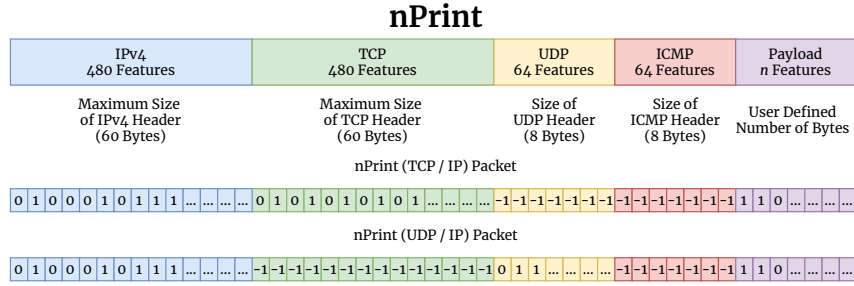 nPrint
IPv4 TCP UDP ICMP Payload
480 Features 480 Features 64 Features 64 Features n Features
Maximum Size Maximum Size Size of Size of User Defined
of IPv4 Header of TCP Header UDP Header ICMP Header Number of Bytes
(60 Bytes) (60 Bytes) (8 Bytes) (8 Bytes)
nPrint (TCP / IP) Packet
0 1 0 0 0 1 0 1 1 1 ... ... ... ... 0 1 0 1 0 1 0 1 0 1 ... ... ... ... -1 -1 -1 -1 -1 -1 -1 -1 -1 -1 -1 -1 -1 -1 1 1 0 ... ... ... ...
nPrint (UDP / IP) Packet
0 1 0 0 0 1 0 1 1 1 ... ... ... ... -1 -1 -1 -1 -1 -1 -1 -1 -1 -1 -1 -1 -1 -1 0 1 1 ... ... ... ... -1 -1 -1 -1 -1 -1 -1 1 1 0 ... ... ... ...